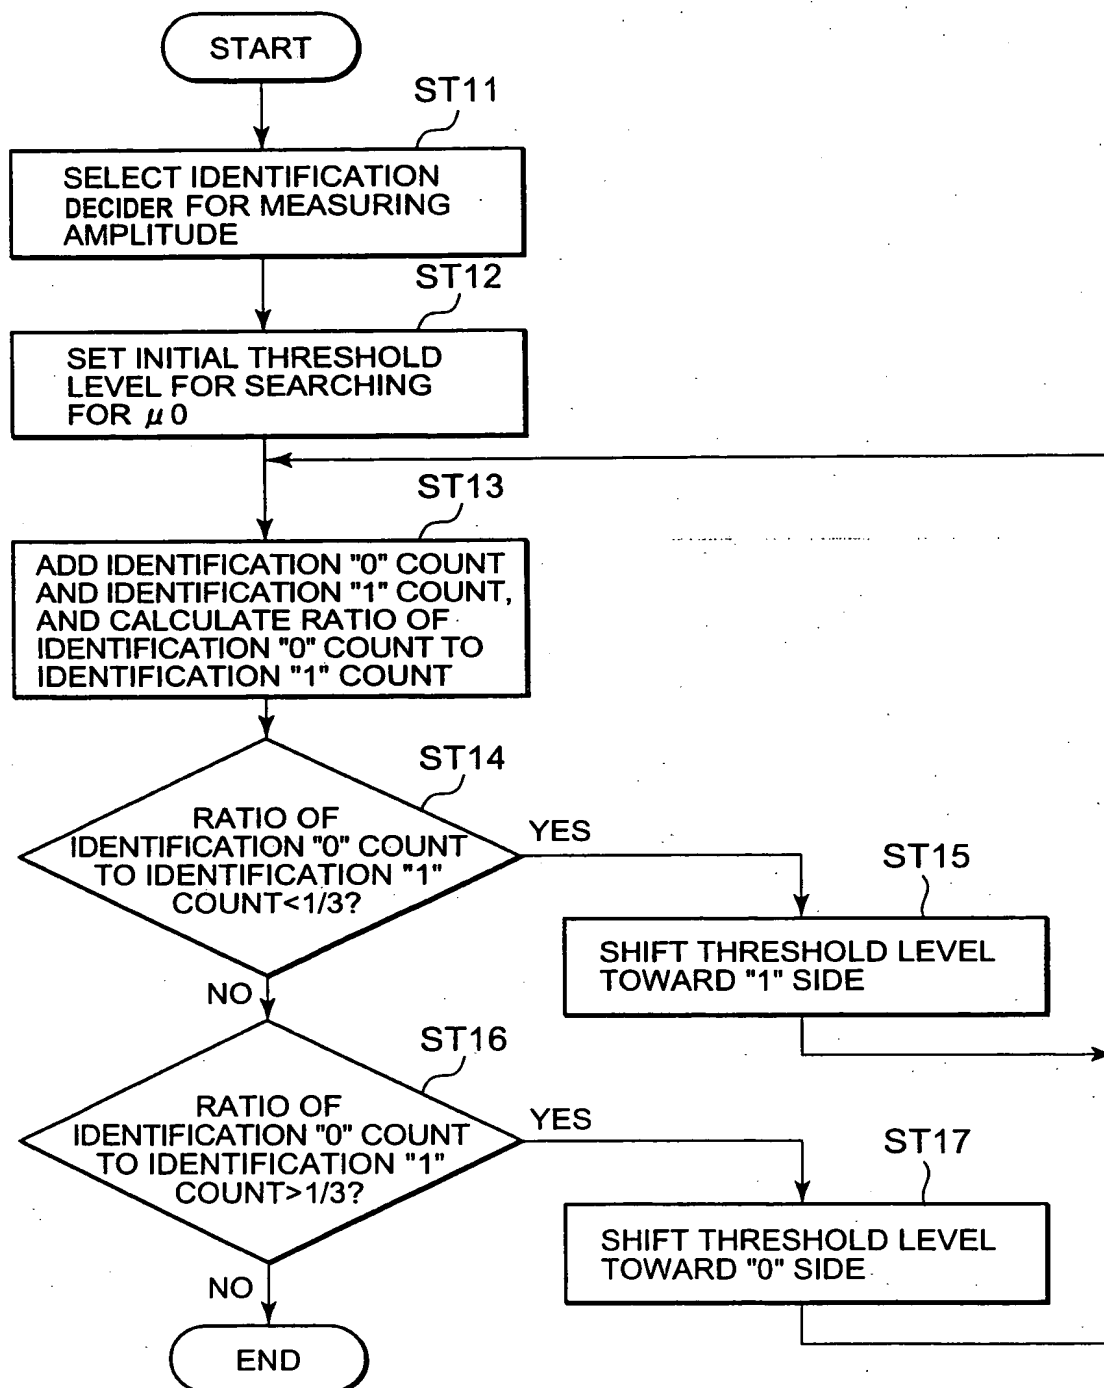 START
ST11
SELECT IDENTIFICATION
DECIDER FOR MEASURING
AMPLITUDE
ST12
SET INITIAL THRESHOLD
LEVEL FOR SEARCHING
FOR μ0
ST13
ADD IDENTIFICATION "0" COUNT
AND IDENTIFICATION "1" COUNT,
AND CALCULATE RATIO OF
IDENTIFICATION "0" COUNT TO
IDENTIFICATION "1" COUNT
ST14
RATIO OF
IDENTIFICATION "0" COUNT
TO IDENTIFICATION "1"
COUNT<1/3?
YES
ST15
SHIFT THRESHOLD LEVEL
TOWARD "1" SIDE
NO
ST16
RATIO OF
IDENTIFICATION "0" COUNT
TO IDENTIFICATION "1"
COUNT>1/3?
YES
ST17
SHIFT THRESHOLD LEVEL
TOWARD "0" SIDE
NO
END